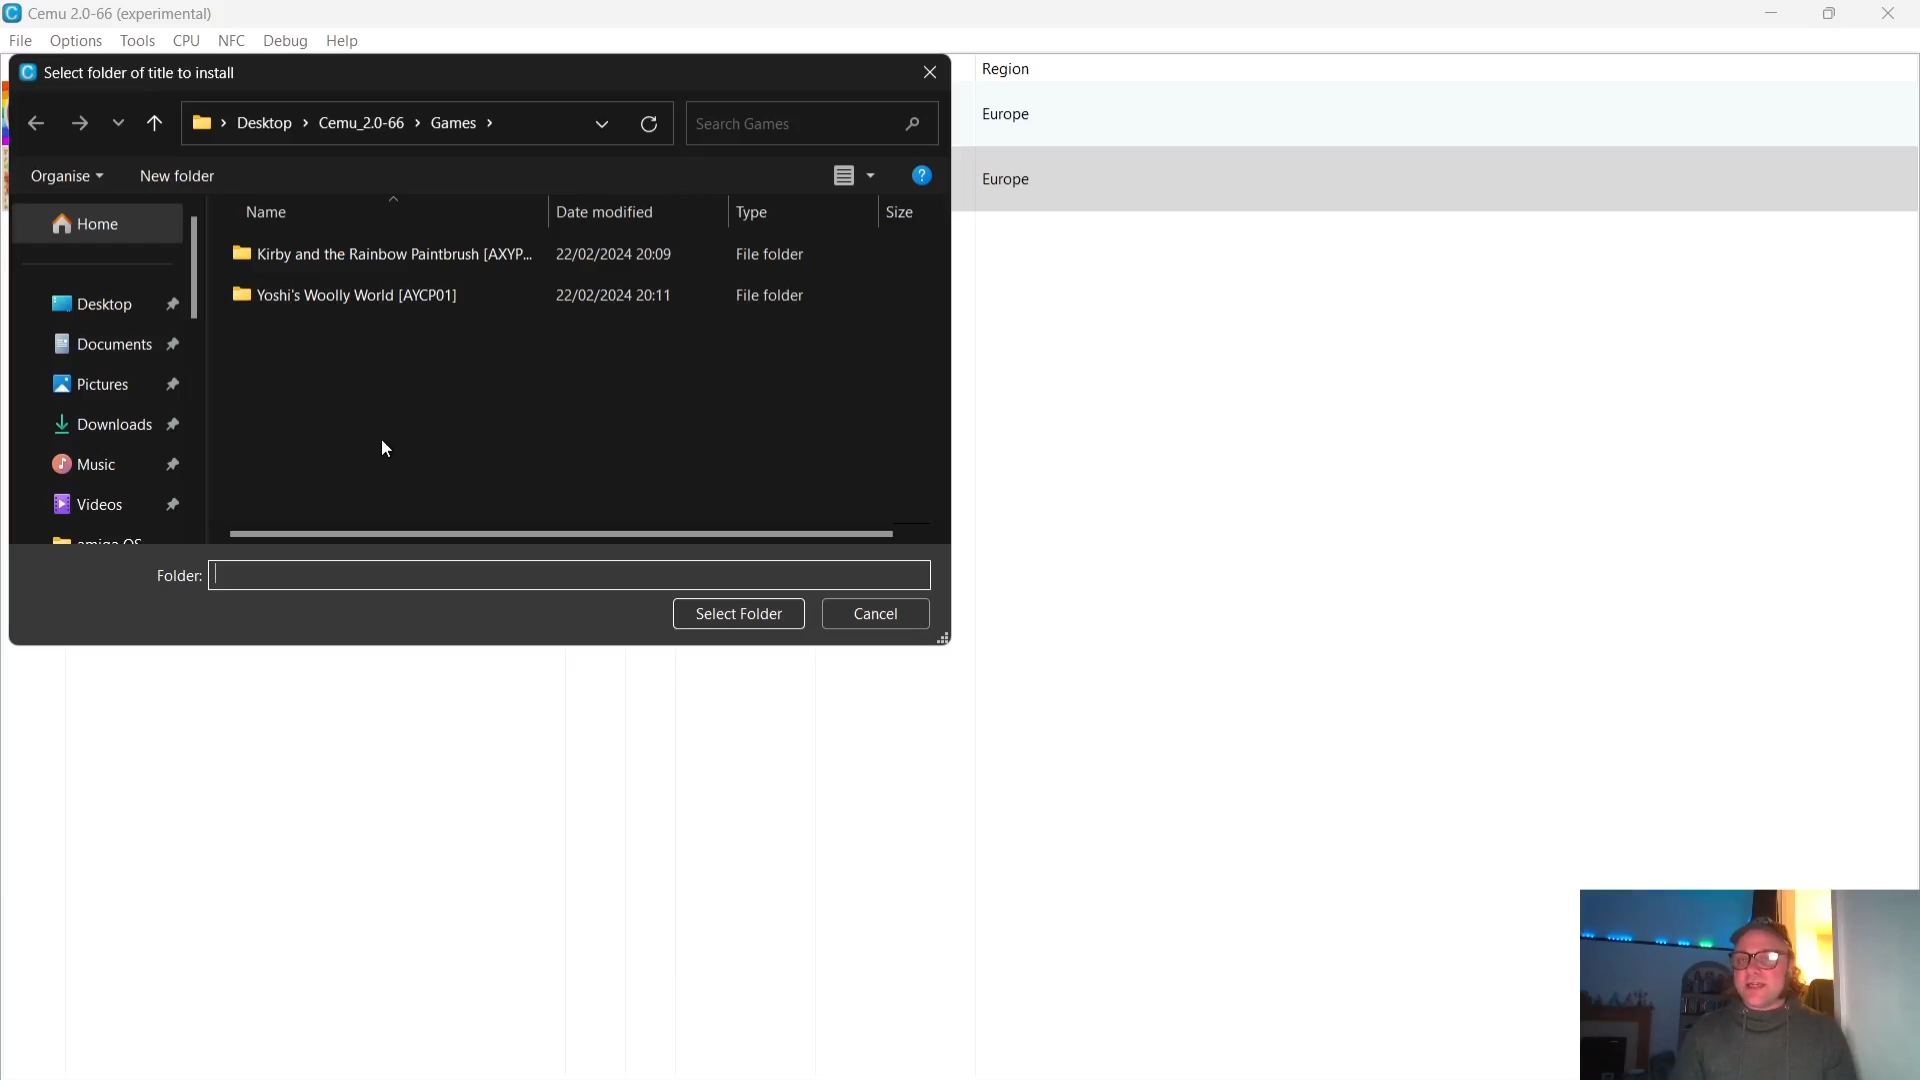 Cemu 2.0-66 (experimental)
File Options Tools CPU NFC Debug Help
Select folder of title to install
Region
Desktop Cemu_2.0-66 Games
Search Games
Europe
Organise New folder
Europe
Home
Name Date modified Type Size
Kirby and the Rainbow Paintbrush [AXYP... 22/02/2024 20:09 File folder
Yoshi's Woolly World [AYCP01] 22/02/2024 20:11 File folder
Desktop
Documents
Pictures
Downloads
Music
Videos
amiga OS
Folder:
Select Folder Cancel